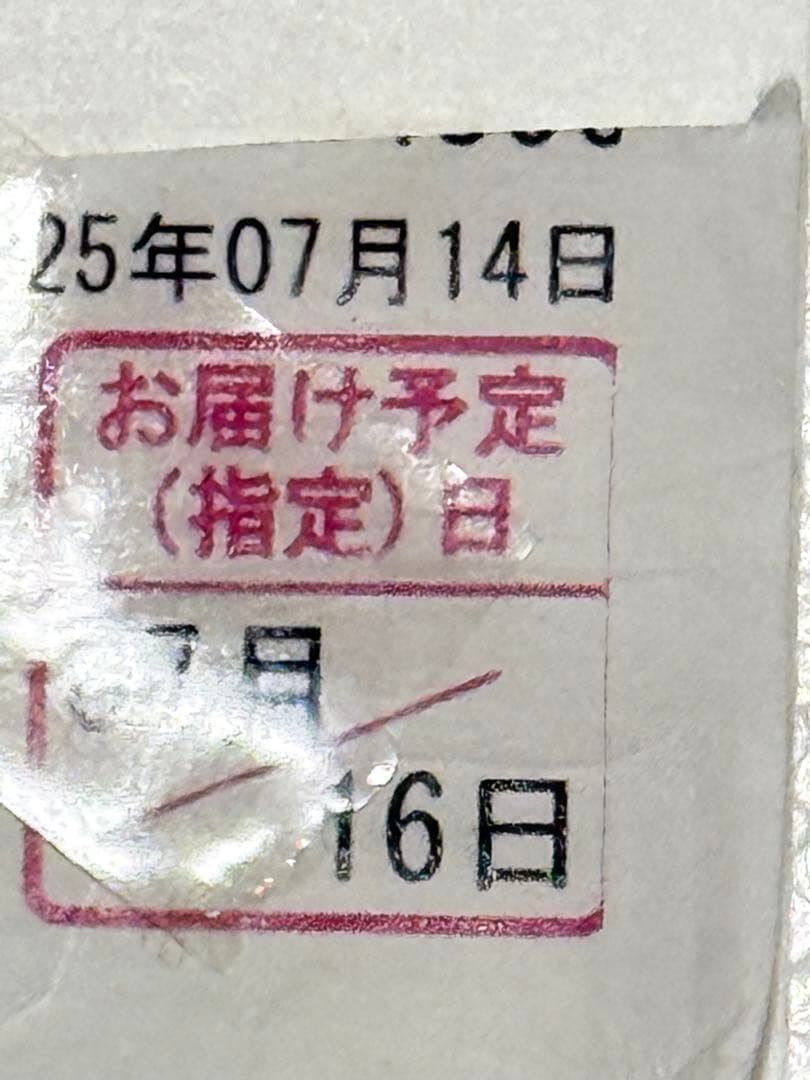 25年07月14日
お届け予定
(指定)日
7月
16日